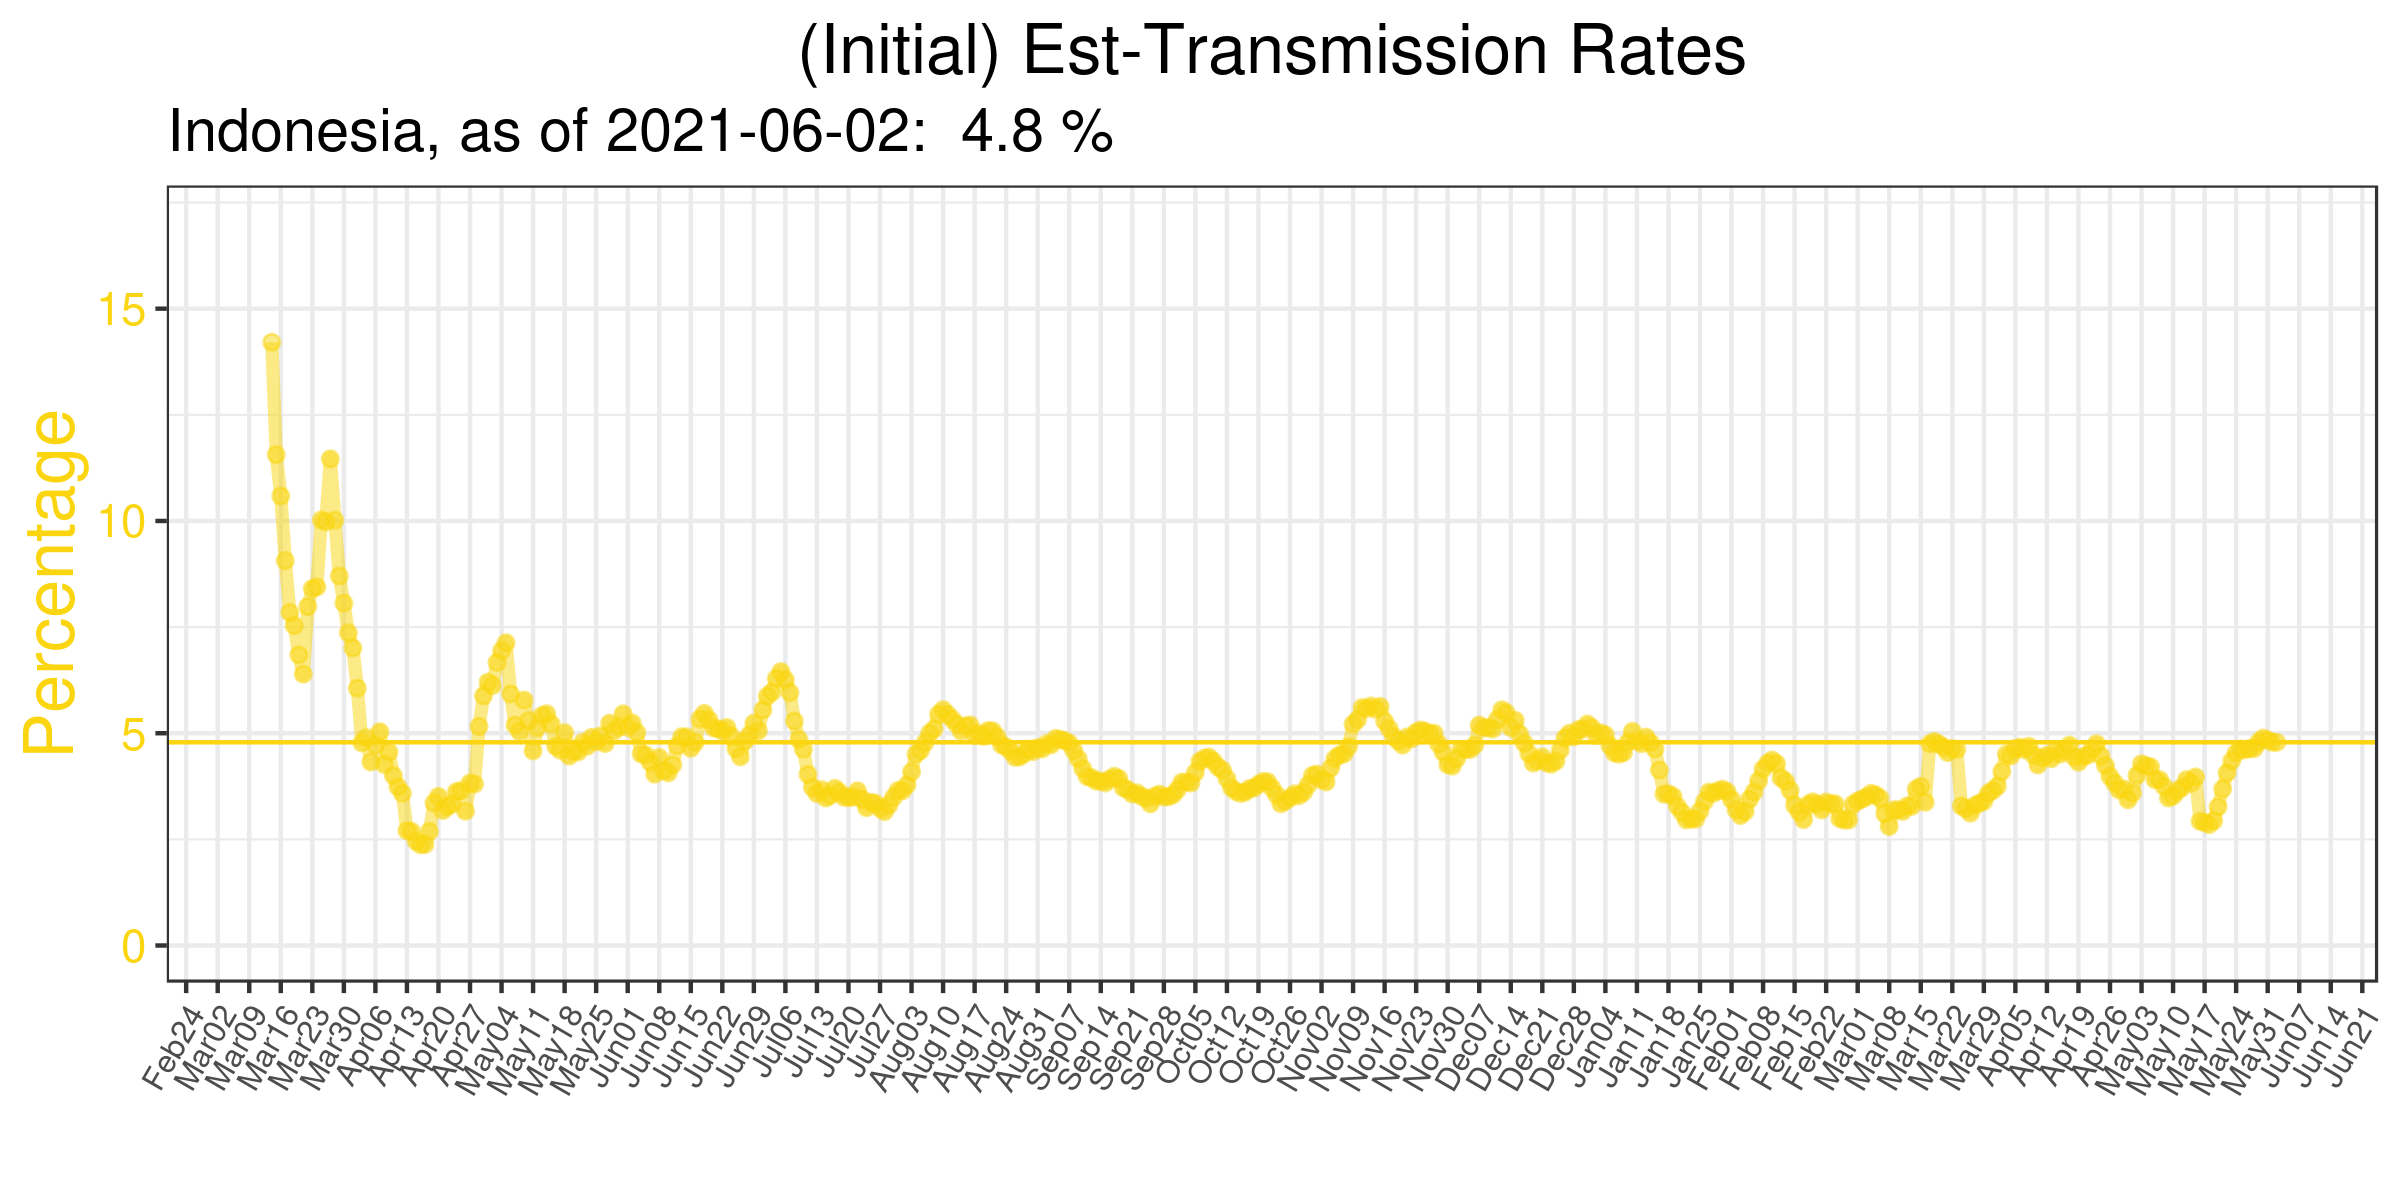 (Initial) Est-Transmission Rates
Indonesia, as of 2021-06-02:  4.8 %
Percentage
15
10
5
0
Feb24
Mar02
Mar09
Mar16
Mar23
Mar30
Apr06
Apr13
Apr20
Apr27
May04
May11
May18
May25
Jun01
Jun08
Jun15
Jun22
Jun29
Jul06
Jul13
Jul20
Jul27
Aug03
Aug10
Aug17
Aug24
Aug31
Sep07
Sep14
Sep21
Sep28
Oct05
Oct12
Oct19
Oct26
Nov02
Nov09
Nov16
Nov23
Nov30
Dec07
Dec14
Dec21
Dec28
Jan04
Jan11
Jan18
Jan25
Feb01
Feb08
Feb15
Feb22
Mar01
Mar08
Mar15
Mar22
Mar29
Apr05
Apr12
Apr19
Apr26
May03
May10
May17
May24
May31
Jun07
Jun14
Jun21